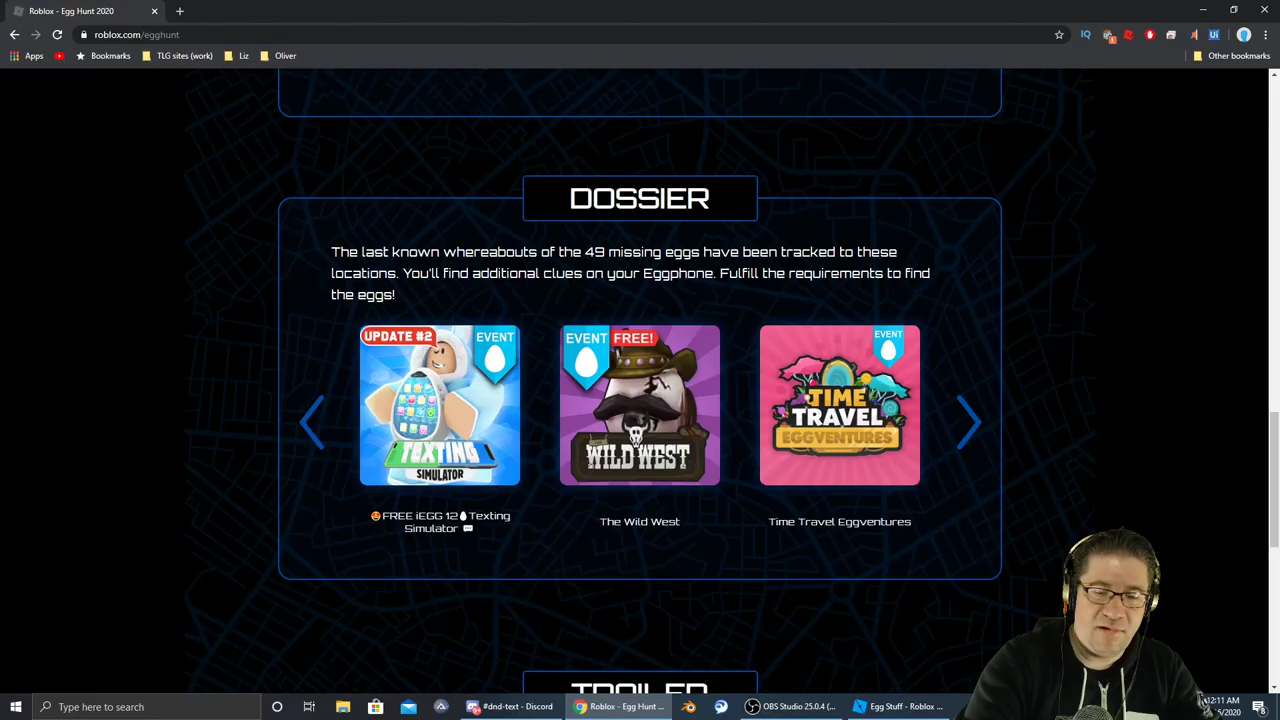 Roblox - Egg Hunt 2020
roblox.com/egghunt
Apps
Bookmarks
TLG sites (work)
Liz
Oliver
Other bookmarks
DOSSIER
The last known whereabouts of the 49 missing eggs have been tracked to these
locations. You'll find additional clues on your Eggphone. Fulfill the requirements to find
the eggs!
UPDATE #2
EVENT
TEXTING
SIMULATOR
EVENT
FREE!
WILD WEST
EVENT
TIME
TRAVEL
EGGVENTURES
🤩FREE iEGG 12🥚Texting
Simulator 💬
The Wild West
Time Travel Eggventures
TRAILER
Type here to search
#dnd-text - Discord
Roblox - Egg Hunt ...
OBS Studio 25.0.4 (...
Egg Stuff - Roblox ...
12:11 AM